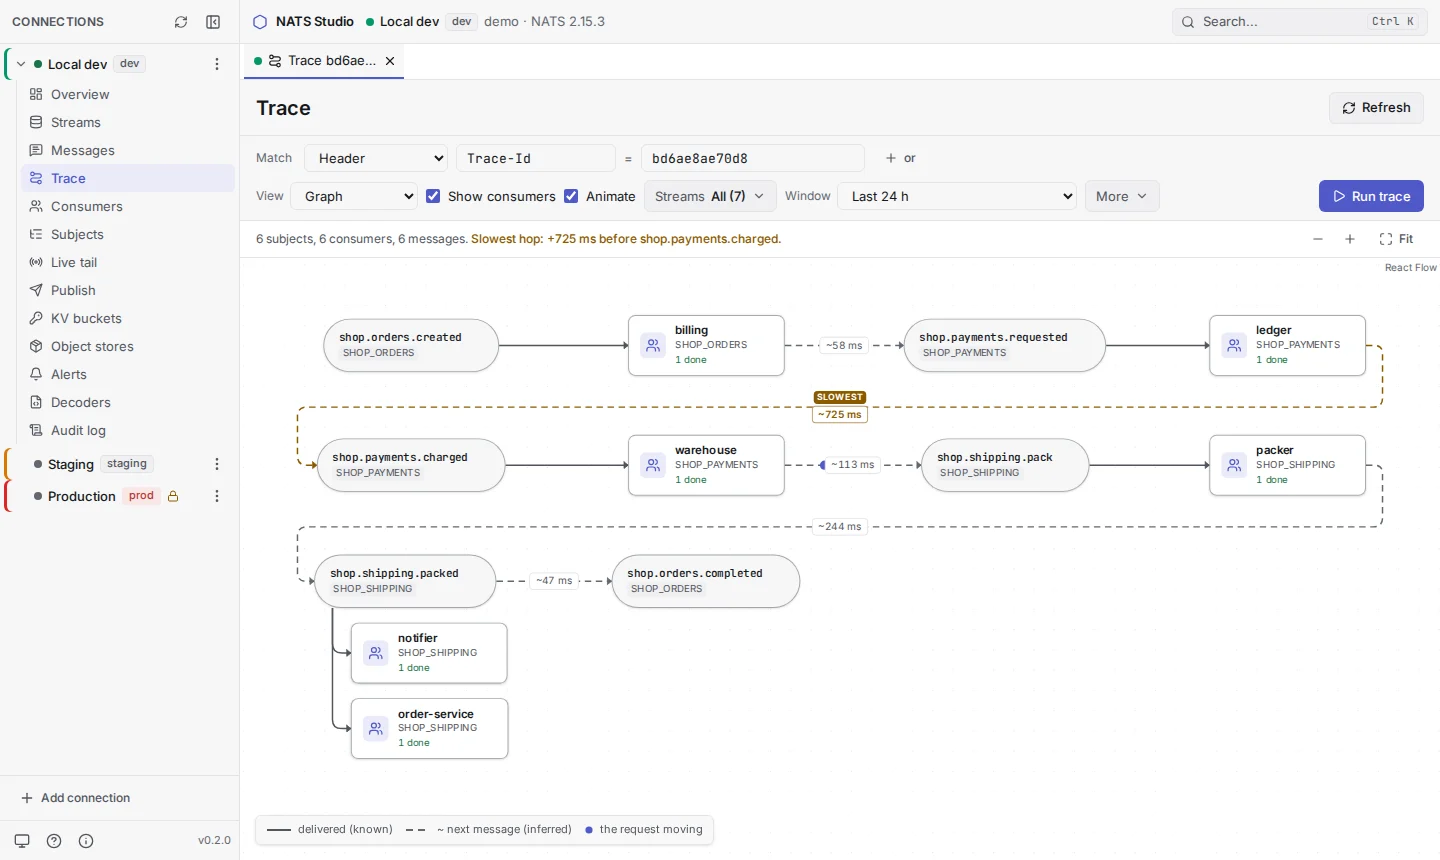 CONNECTIONS
NATS Studio Local dev dev demo · NATS 2.15.3
Search... Ctrl K
Local dev dev
Overview
Streams
Messages
Trace
Consumers
Subjects
Live tail
Publish
KV buckets
Object stores
Alerts
Decoders
Audit log
Staging staging
Production prod
Add connection
v0.2.0
Trace bd6ae...
Trace
Refresh
Match Header Trace-Id = bd6ae8ae70d8 + or
View Graph Show consumers Animate Streams All (7) Window Last 24 h More Run trace
6 subjects, 6 consumers, 6 messages. Slowest hop: +725 ms before shop.payments.charged.
Fit
React Flow
shop.orders.created
SHOP_ORDERS
billing
SHOP_ORDERS
1 done
~58 ms
shop.payments.requested
SHOP_PAYMENTS
ledger
SHOP_PAYMENTS
1 done
SLOWEST
~725 ms
shop.payments.charged
SHOP_PAYMENTS
warehouse
SHOP_PAYMENTS
1 done
~113 ms
shop.shipping.pack
SHOP_SHIPPING
packer
SHOP_SHIPPING
1 done
~244 ms
shop.shipping.packed
SHOP_SHIPPING
~47 ms
shop.orders.completed
SHOP_ORDERS
notifier
SHOP_SHIPPING
1 done
order-service
SHOP_SHIPPING
1 done
delivered (known) ~ next message (inferred) the request moving